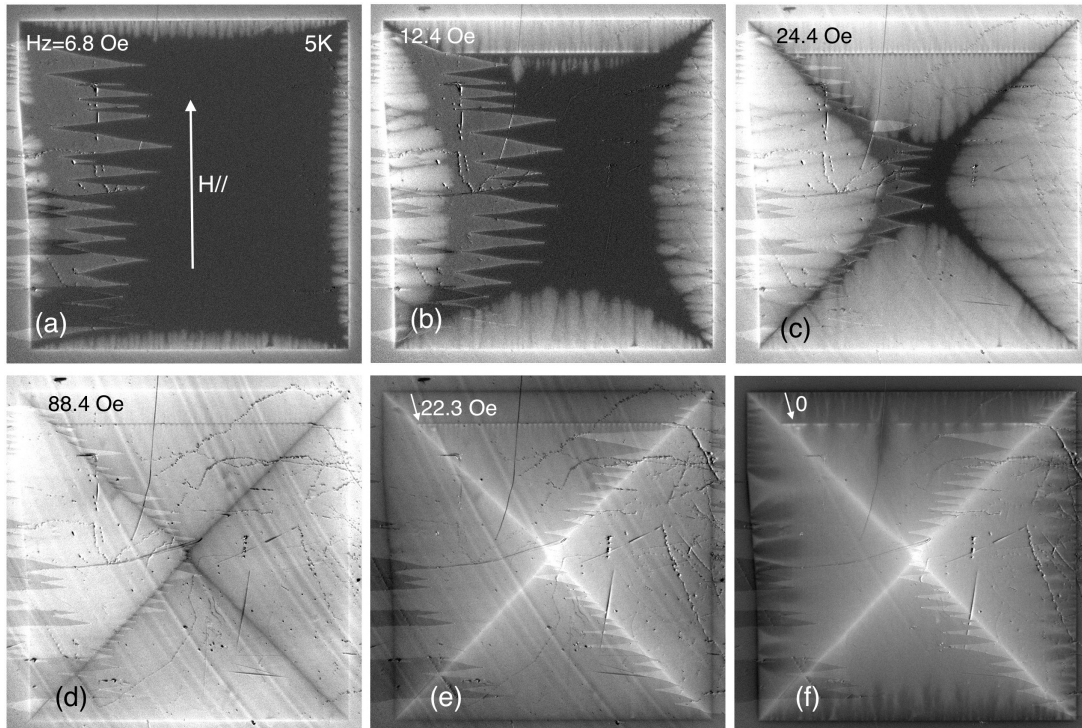 Hz=6.8 Oe
5K
H//
(a)
12.4 Oe
(b)
24.4 Oe
(c)
88.4 Oe
(d)
22.3 Oe
(e)
0
(f)